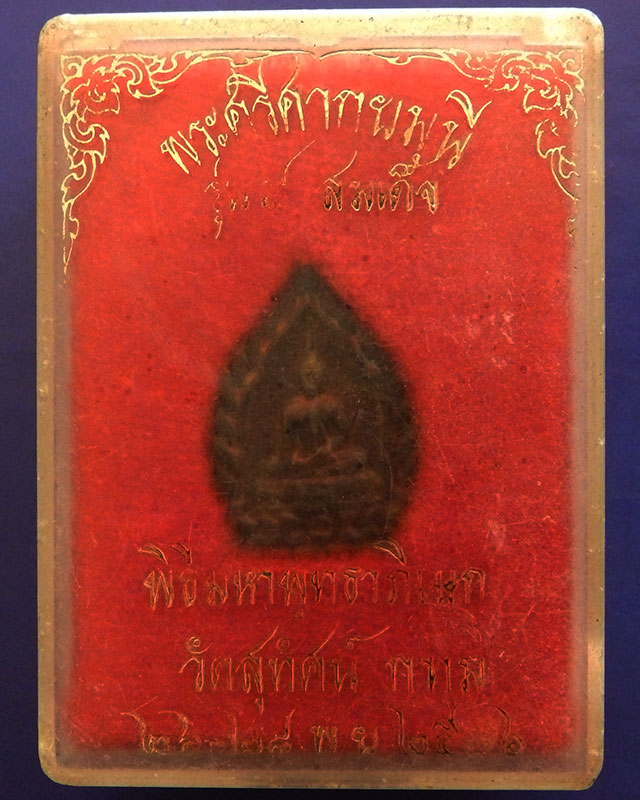 พระศรีศากยมุนี
รุ่น ๘ สมเด็จ
พิธีมหาพุทธาภิเษก
วัดสุทัศน์ กทม
พ ย